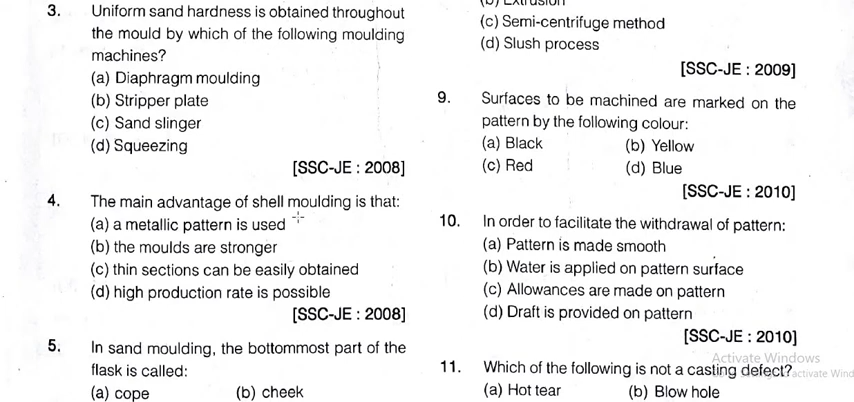 3. Uniform sand hardness is obtained throughout
the mould by which of the following moulding
machines?
(a) Diaphragm moulding
(b) Stripper plate
(c) Sand slinger
(d) Squeezing
[SSC-JE : 2008]
4. The main advantage of shell moulding is that:
(a) a metallic pattern is used
(b) the moulds are stronger
(c) thin sections can be easily obtained
(d) high production rate is possible
[SSC-JE : 2008]
5. In sand moulding, the bottommost part of the
flask is called:
(a) cope (b) cheek
(b) Extrusion
(c) Semi-centrifuge method
(d) Slush process
[SSC-JE : 2009]
9. Surfaces to be machined are marked on the
pattern by the following colour:
(a) Black (b) Yellow
(c) Red (d) Blue
[SSC-JE : 2010]
10. In order to facilitate the withdrawal of pattern:
(a) Pattern is made smooth
(b) Water is applied on pattern surface
(c) Allowances are made on pattern
(d) Draft is provided on pattern
[SSC-JE : 2010]
Activate Windows
11. Which of the following is not a casting defect?
activate Wind
(a) Hot tear (b) Blow hole